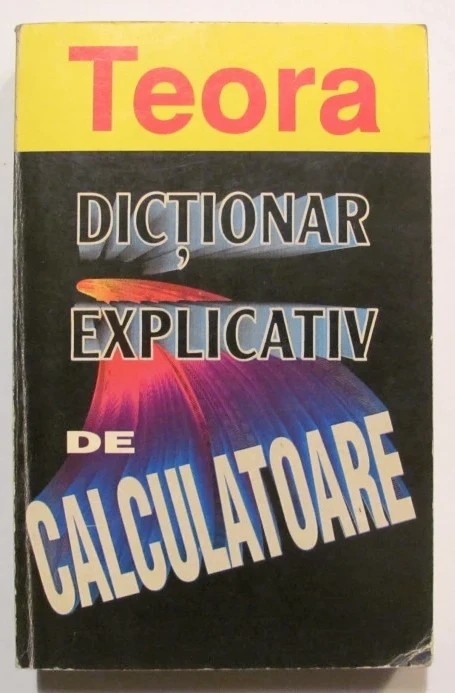 Teora
DICȚIONAR
EXPLICATIV
DE
CALCULATOARE